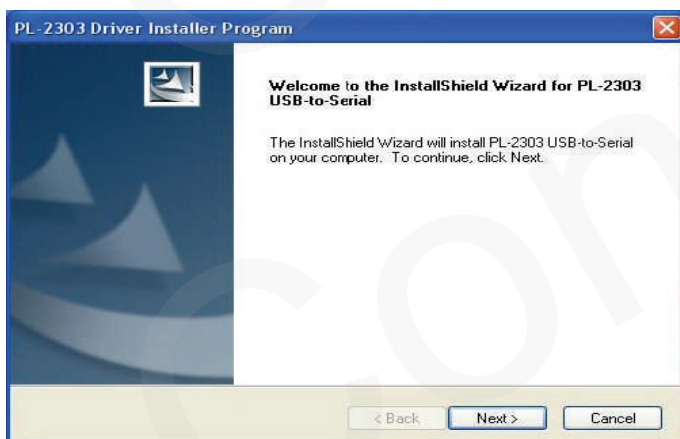 PL-2303 Driver Installer Program
Welcome to the InstallShield Wizard for PL-2303
USB-to-Serial
The InstallShield Wizard will install PL-2303 USB-to-Serial
on your computer. To continue, click Next.
< Back
Next >
Cancel